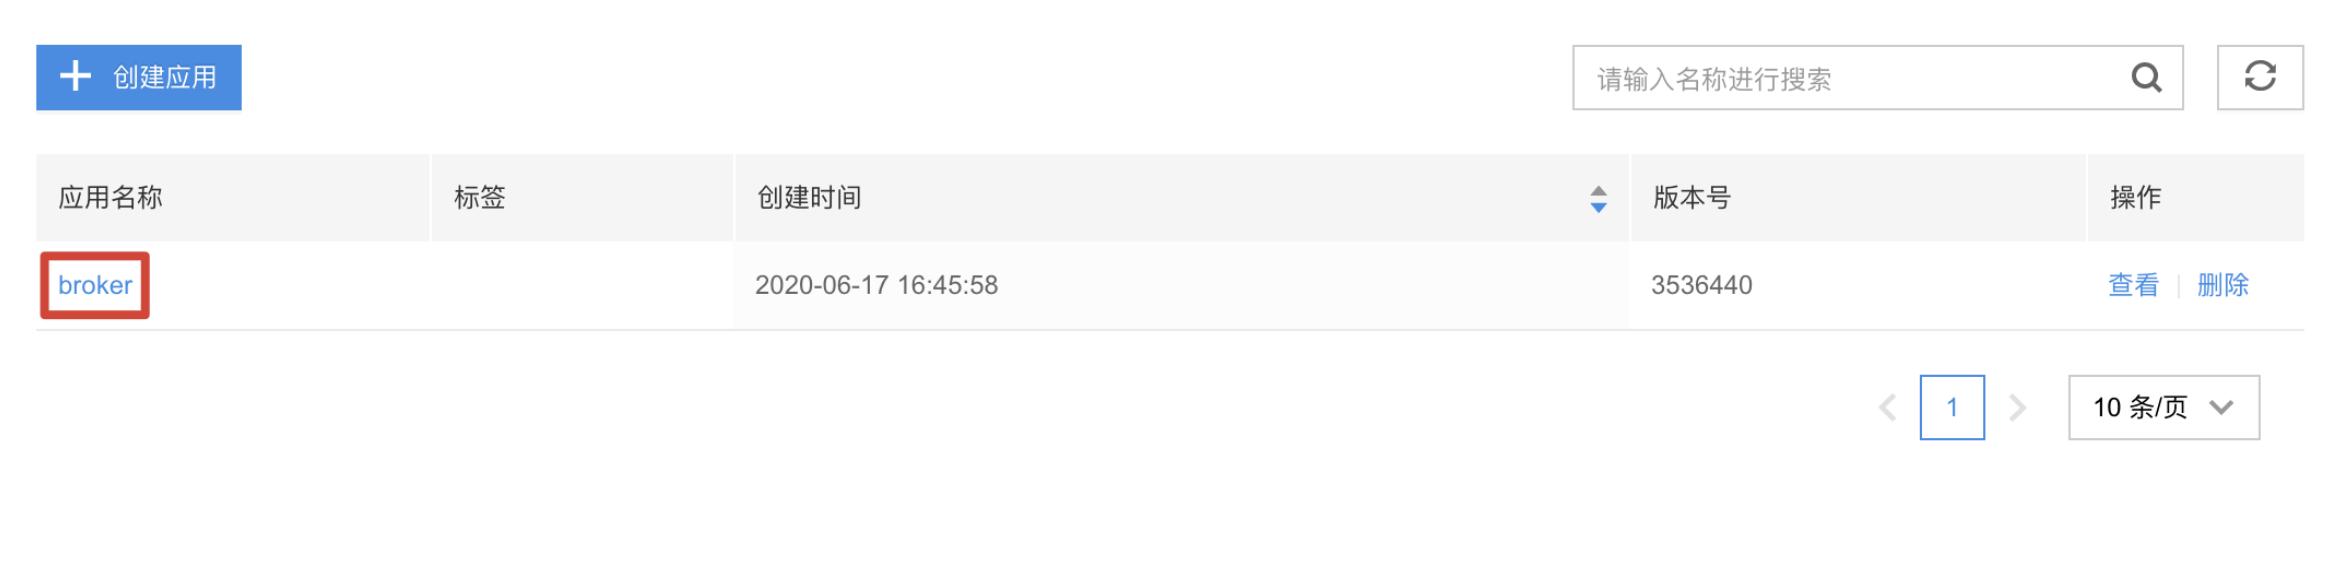 创建应用
请输入名称进行搜索
应用名称 标签 创建时间 版本号 操作
broker 2020-06-17 16:45:58 3536440 查看 删除
1 10 条/页